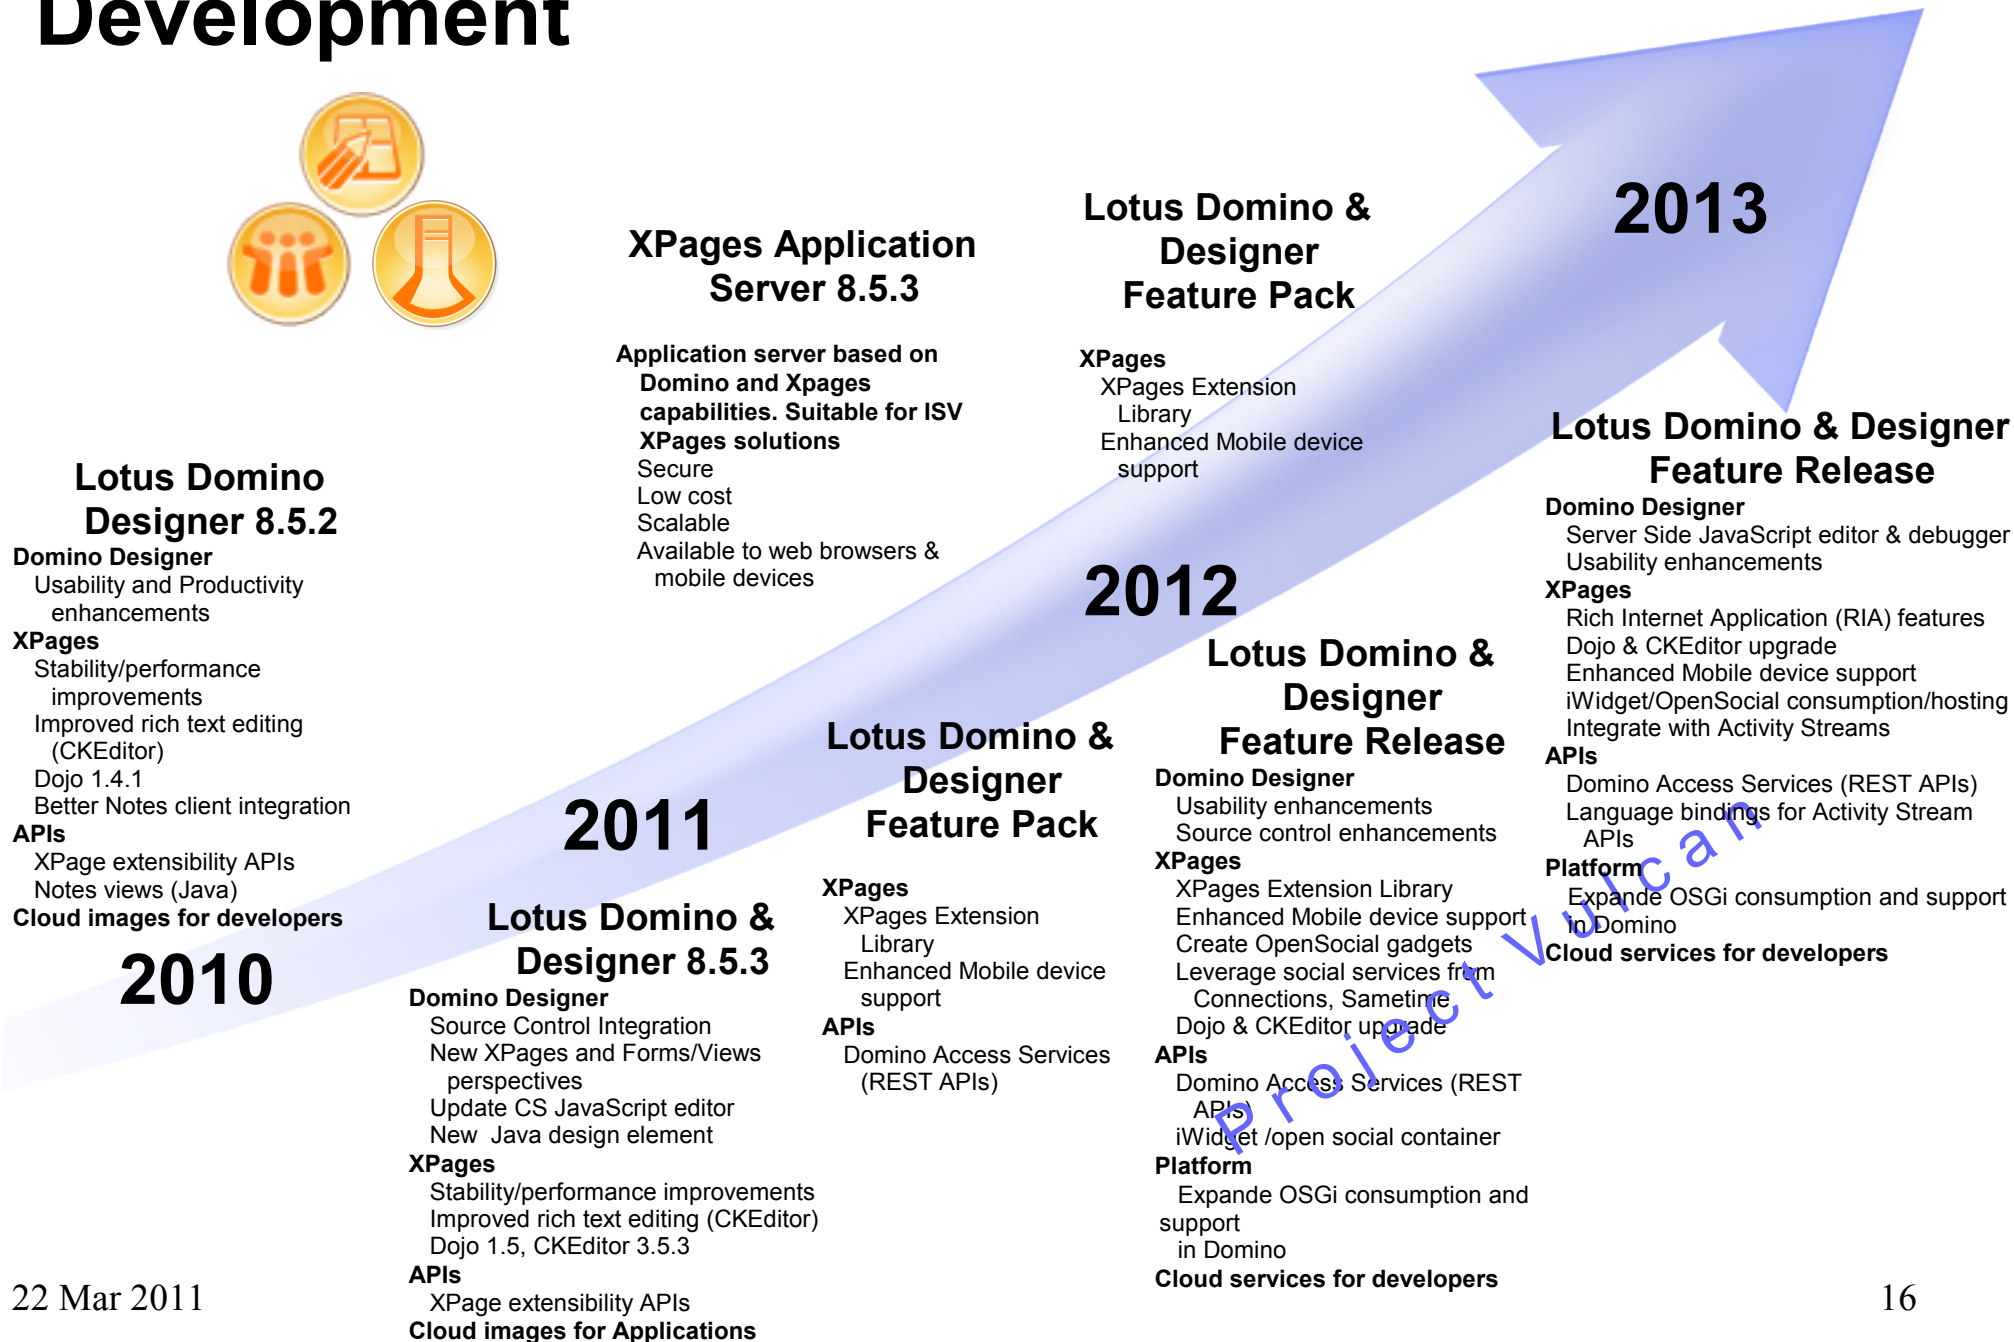 Development
Lotus Domino
Designer 8.5.2
Domino Designer
Usability and Productivity
enhancements
XPages
Stability/performance
improvements
Improved rich text editing
(CKEditor)
Dojo 1.4.1
Better Notes client integration
APIs
XPage extensibility APIs
Notes views (Java)
Cloud images for developers
2010
XPages Application
Server 8.5.3
Application server based on
Domino and Xpages
capabilities. Suitable for ISV
XPages solutions
Secure
Low cost
Scalable
Available to web browsers &
mobile devices
2011
Lotus Domino &
Designer 8.5.3
Domino Designer
Source Control Integration
New XPages and Forms/Views
perspectives
Update CS JavaScript editor
New  Java design element
XPages
Stability/performance improvements
Improved rich text editing (CKEditor)
Dojo 1.5, CKEditor 3.5.3
APIs
XPage extensibility APIs
Cloud images for Applications
Lotus Domino &
Designer
Feature Pack
XPages
XPages Extension
Library
Enhanced Mobile device
support
APIs
Domino Access Services
(REST APIs)
Lotus Domino &
Designer
Feature Pack
XPages
XPages Extension
Library
Enhanced Mobile device
support
2012
Lotus Domino &
Designer
Feature Release
Domino Designer
Usability enhancements
Source control enhancements
XPages
XPages Extension Library
Enhanced Mobile device support
Create OpenSocial gadgets
Leverage social services from
Connections, Sametime
Dojo & CKEditor upgrade
APIs
Domino Access Services (REST
APIs)
iWidget /open social container
Platform
Expande OSGi consumption and
support
in Domino
Cloud services for developers
2013
Lotus Domino & Designer
Feature Release
Domino Designer
Server Side JavaScript editor & debugger
Usability enhancements
XPages
Rich Internet Application (RIA) features
Dojo & CKEditor upgrade
Enhanced Mobile device support
iWidget/OpenSocial consumption/hosting
Integrate with Activity Streams
APIs
Domino Access Services (REST APIs)
Language bindings for Activity Stream
APIs
Platform
Expande OSGi consumption and support
in Domino
Cloud services for developers
Project Vulcan
22 Mar 2011
16